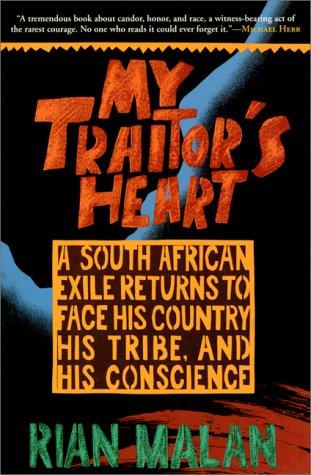 "A tremendous book about candor, honor, and race, a witness-bearing act of
the rarest courage. No one who reads it could ever forget it."—MICHAEL HERR
MY
TRAITOR'S
HEART
A SOUTH AFRICAN
EXILE RETURNS TO
FACE HIS COUNTRY
HIS TRIBE, AND
HIS CONSCIENCE
RIAN MALAN